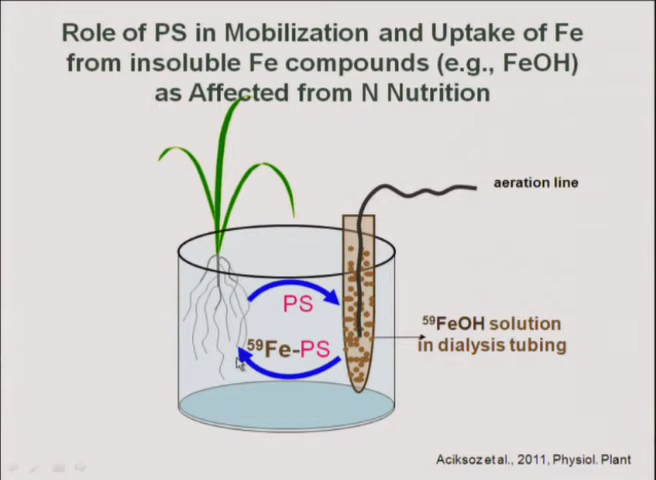 Role of PS in Mobilization and Uptake of Fe
from insoluble Fe compounds (e.g., FeOH)
as Affected from N Nutrition
aeration line
PS
⁵⁹Fe-PS
⁵⁹FeOH solution
in dialysis tubing
Aciksoz et al., 2011, Physiol. Plant